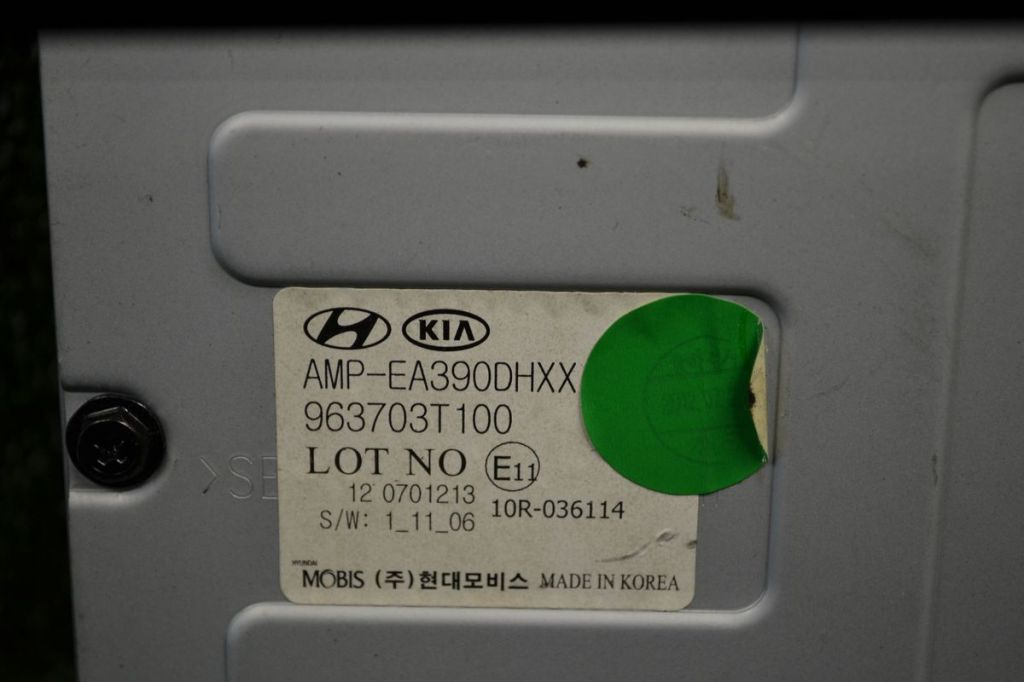 KIA
AMP-EA390DHXX
963703T100
LOT NO E11
12 0701213
S/W: 1_11_06 10R-036114
HYUNDAI
MOBIS (주)현대모비스 MADE IN KOREA